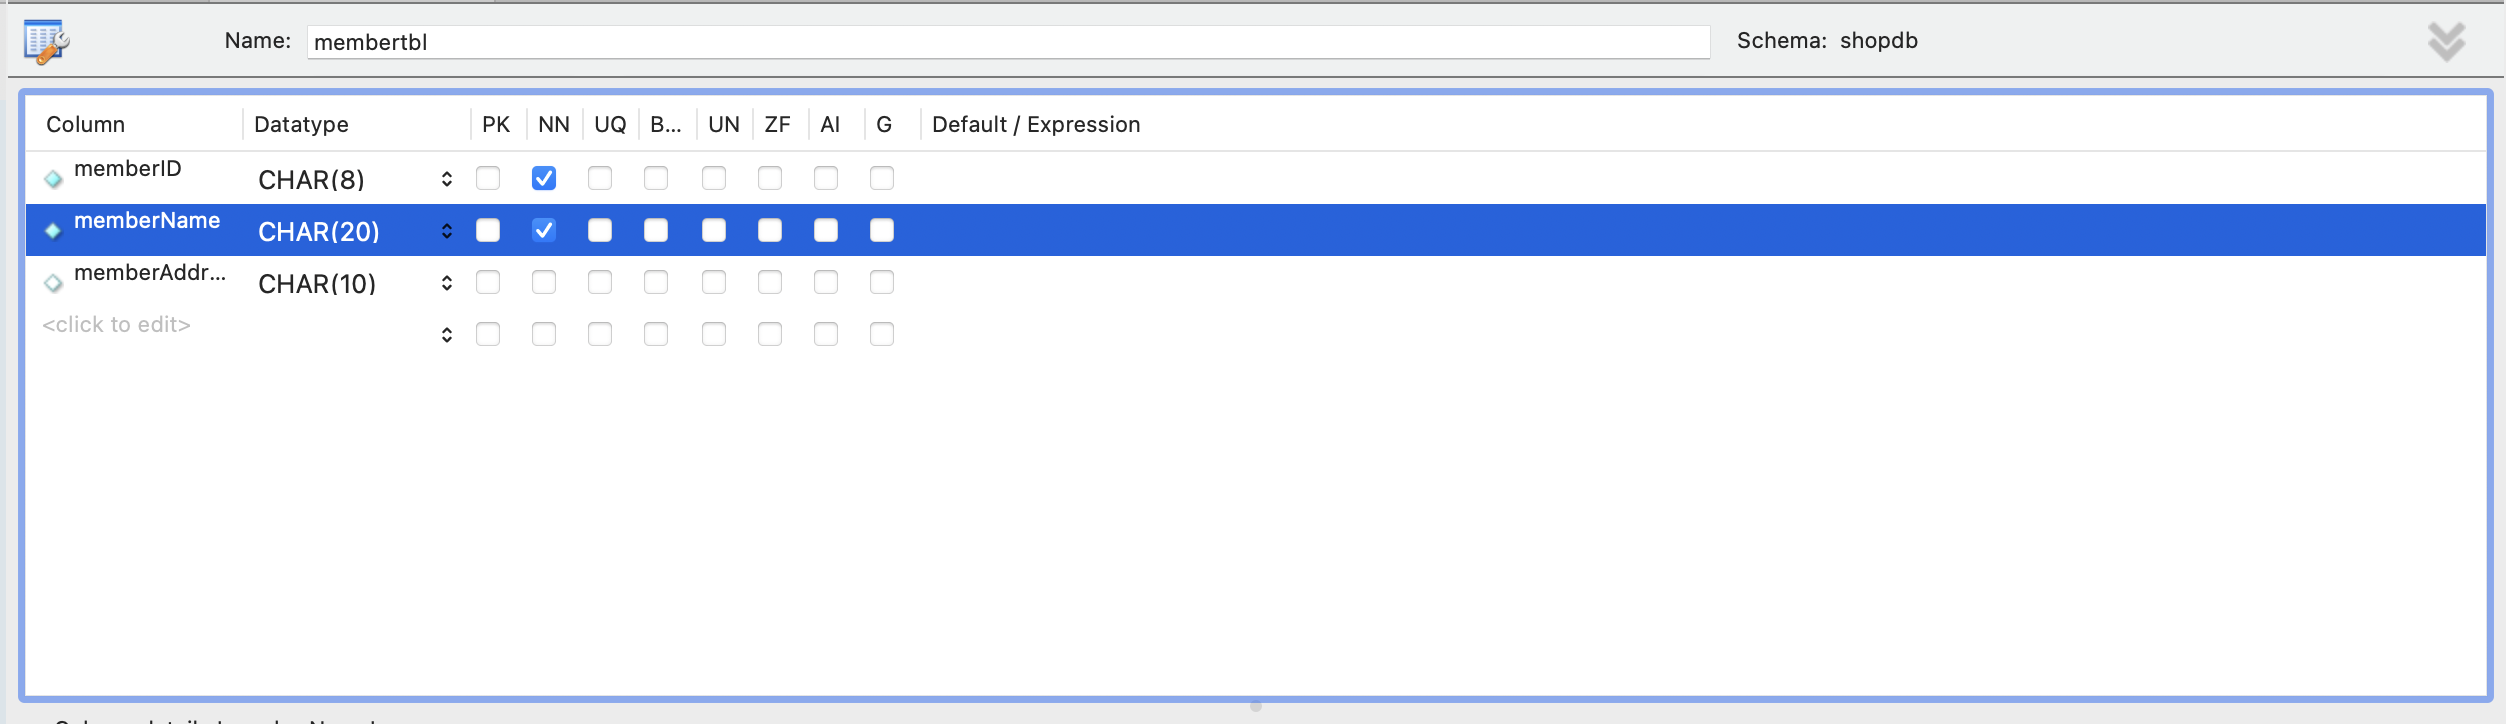 Name: membertbl Schema: shopdb
Column Datatype PK NN UQ B... UN ZF AI G Default / Expression
memberID CHAR(8)
memberName CHAR(20)
memberAddr... CHAR(10)
<click to edit>